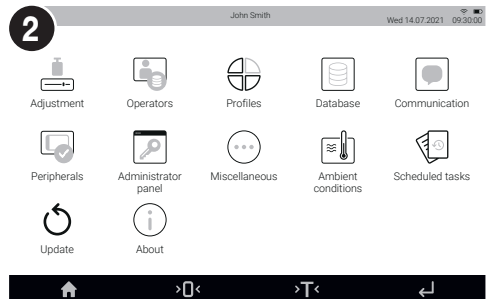 2
John Smith
Wed 14.07.2021 09:30:00
Adjustment
Operators
Profiles
Database
Communication
Peripherals
Administrator
panel
Miscellaneous
Ambient
conditions
Scheduled tasks
Update
About
>0<
>T<